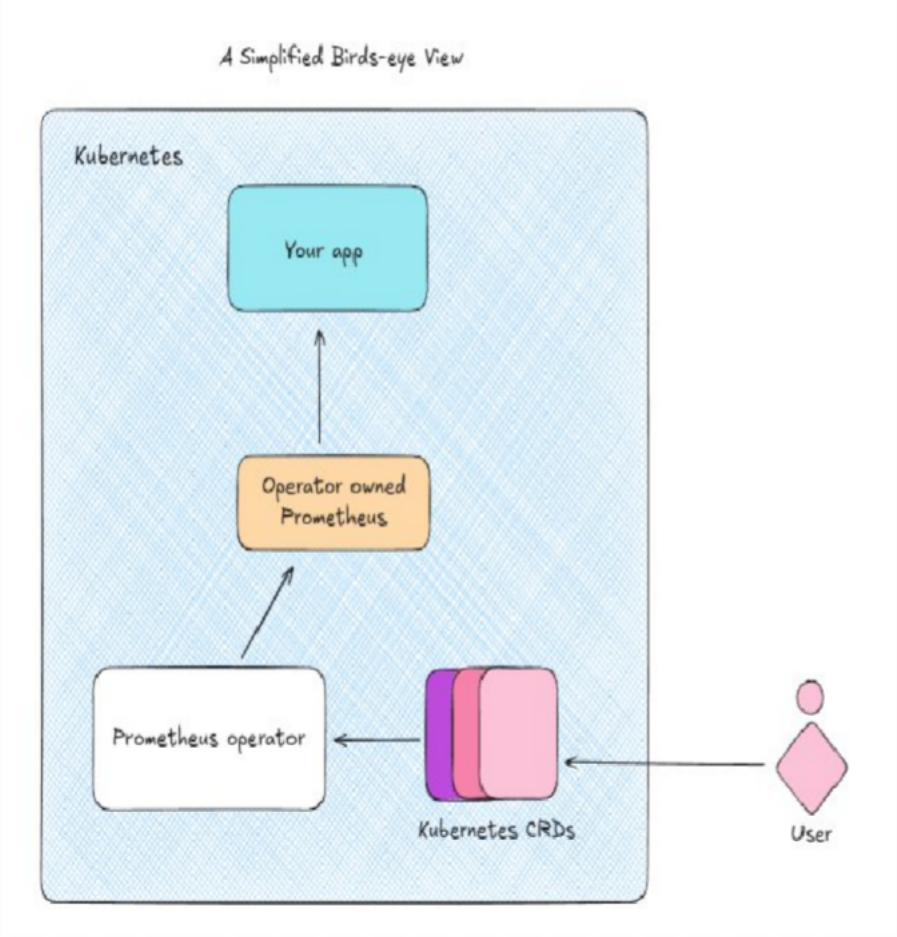 A Simplified Birds-eye View
Kubernetes
Your app
Operator owned
Prometheus
Prometheus operator
Kubernetes CRDs
User